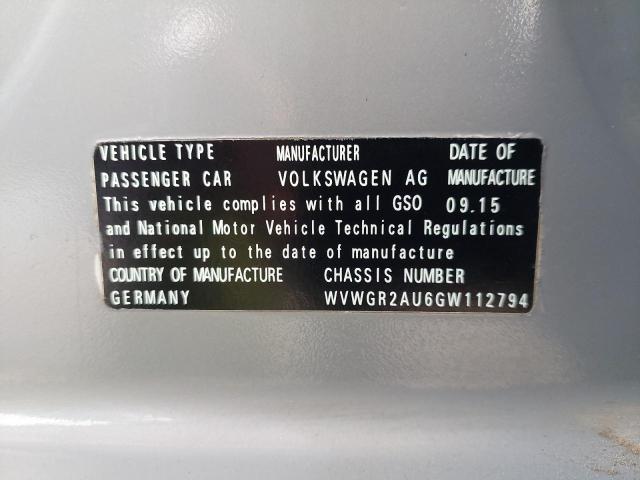 VEHICLE TYPE MANUFACTURER DATE OF
PASSENGER CAR VOLKSWAGEN AG MANUFACTURE
This vehicle complies with all GSO 09.15
and National Motor Vehicle Technical Regulations
in effect up to the date of manufacture
COUNTRY OF MANUFACTURE CHASSIS NUMBER
GERMANY WVWGR2AU6GW112794